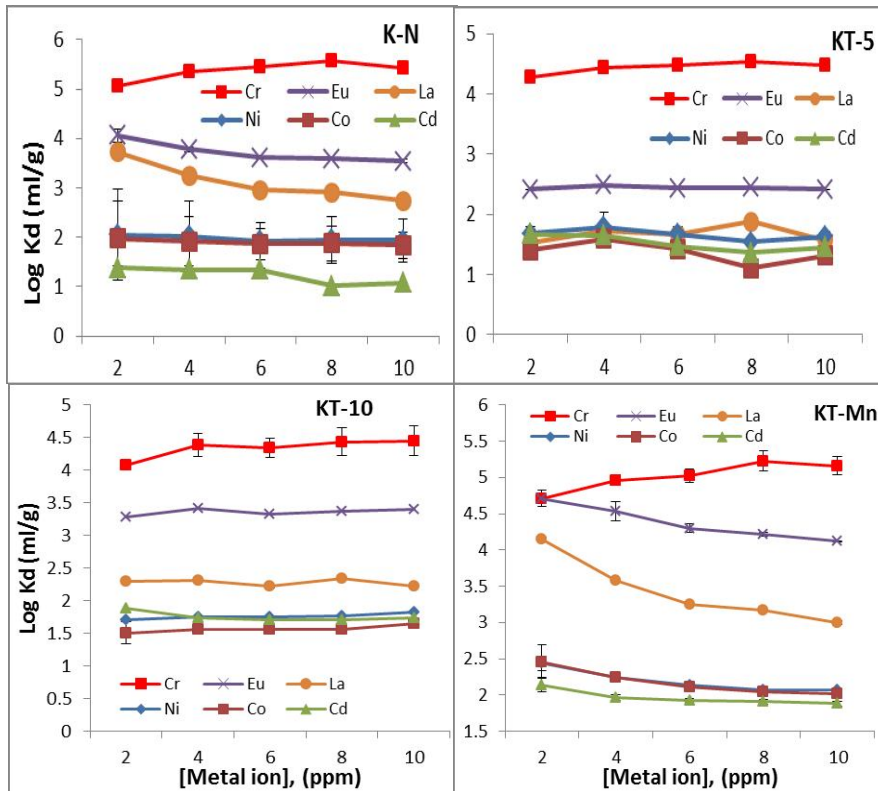 K-N
6
5
4
3
2
1
0
Cr Eu La
Ni Co Cd
2 4 6 8 10
Log Kd (ml/g)
KT-5
5
4
3
2
1
0
Cr Eu La
Ni Co Cd
2 4 6 8 10
KT-10
5
4.5
4
3.5
3
2.5
2
1.5
1
0.5
0
Cr Eu La
Ni Co Cd
2 4 6 8 10
[Metal ion], (ppm)
Log Kd (ml/g)
KT-Mn
6
5.5
5
4.5
4
3.5
3
2.5
2
1.5
Cr Eu La
Ni Co Cd
2 4 6 8 10
[Metal ion], (ppm)